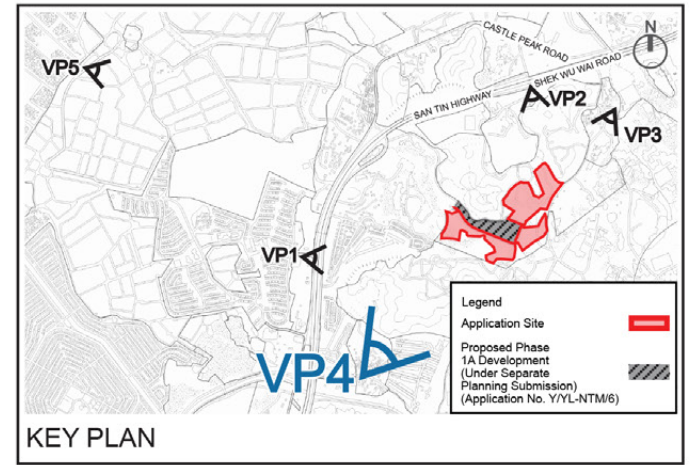 N
CASTLE PEAK ROAD
SHEK WU WAI ROAD
SAN TIN HIGHWAY
VP5
VP2
VP3
VP1
VP4
Legend
Application Site
Proposed Phase
1A Development
(Under Separate
Planning Submission)
(Application No. Y/YL-NTM/6)
KEY PLAN